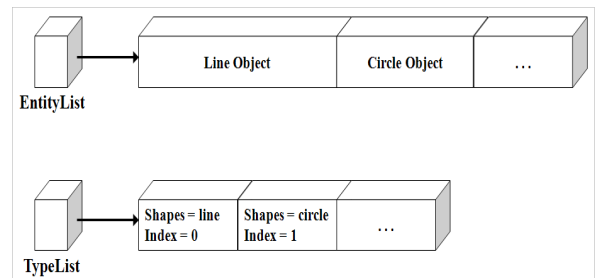 Line Object
Circle Object
...
EntityList
Shapes = line
Index = 0
Shapes = circle
Index = 1
...
TypeList